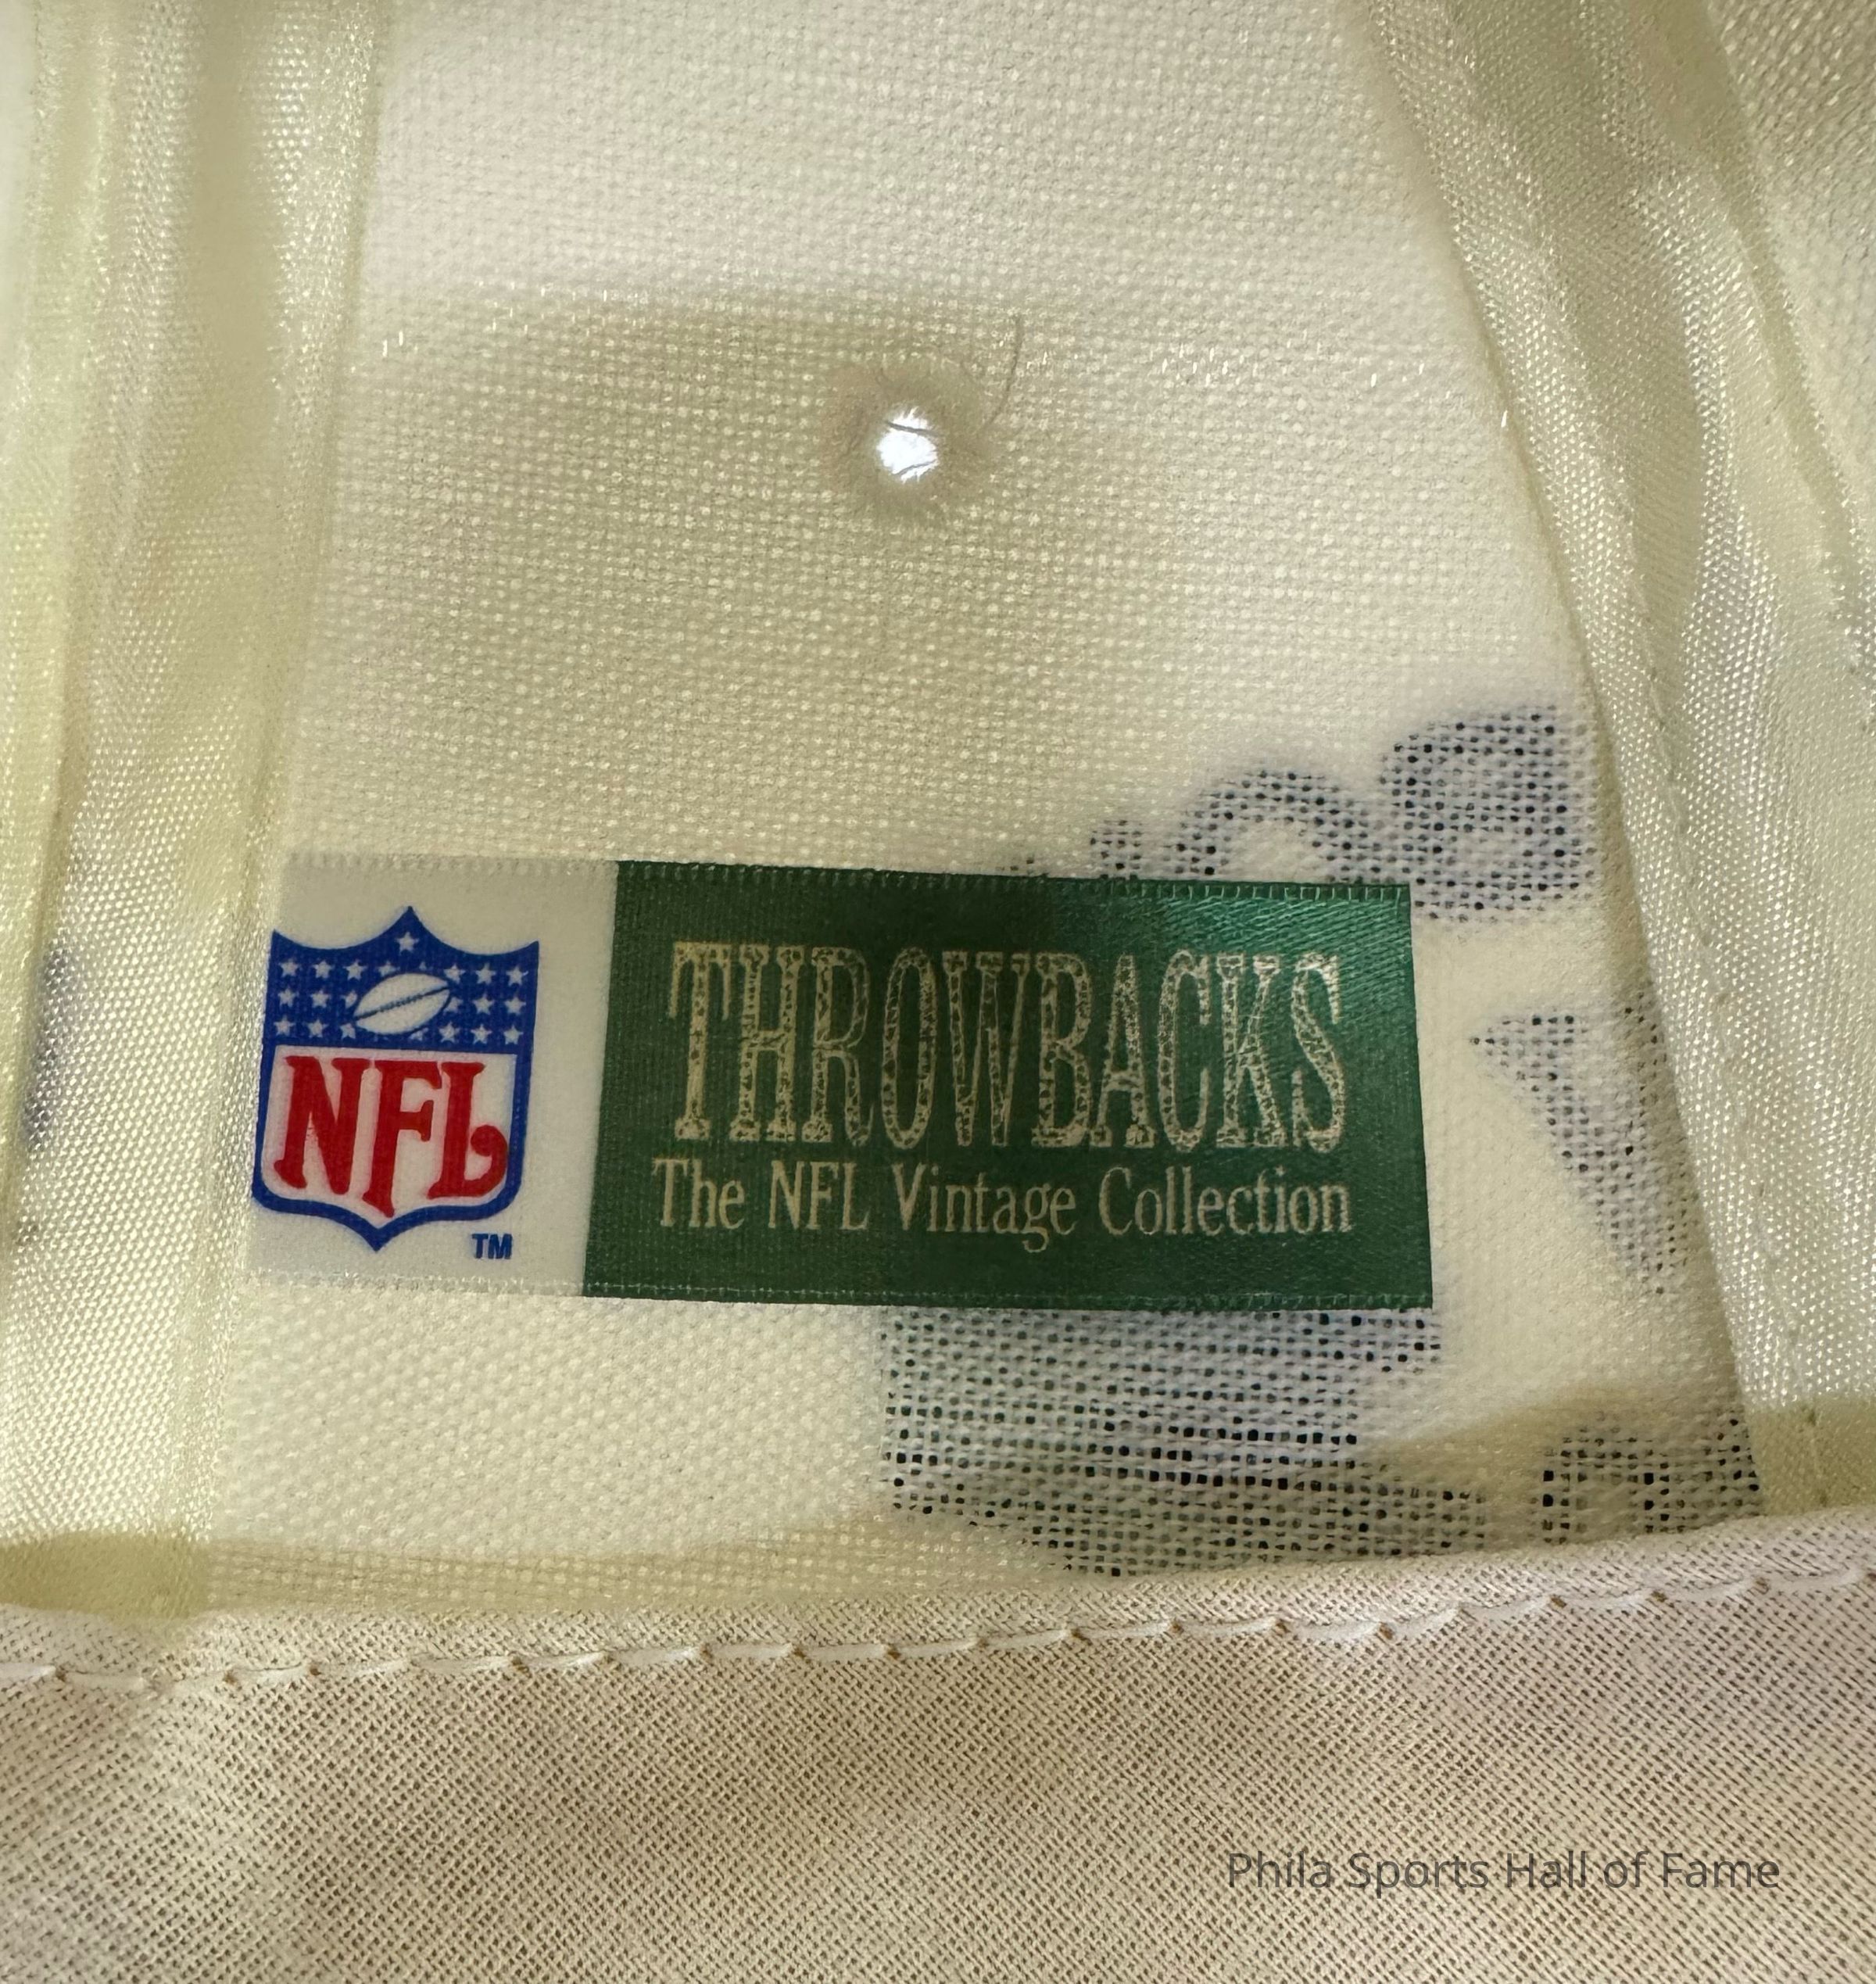 THROWBACKS
NFL
The NFL Vintage Collection
TM
Phila Sports Hall of Fame